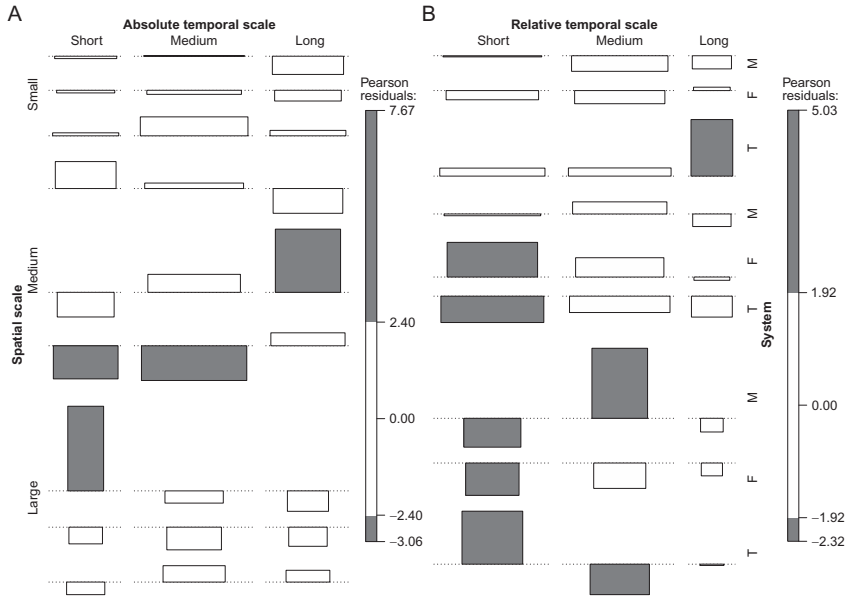 A
Absolute temporal scale
Short Medium Long
Spatial scale
Small
Medium
Large
Pearson
residuals:
7.67
2.40
0.00
−2.40
−3.06
B
Relative temporal scale
Short Medium Long
M
F
T
M
F
T
M
F
T
System
Pearson
residuals:
5.03
1.92
0.00
−1.92
−2.32